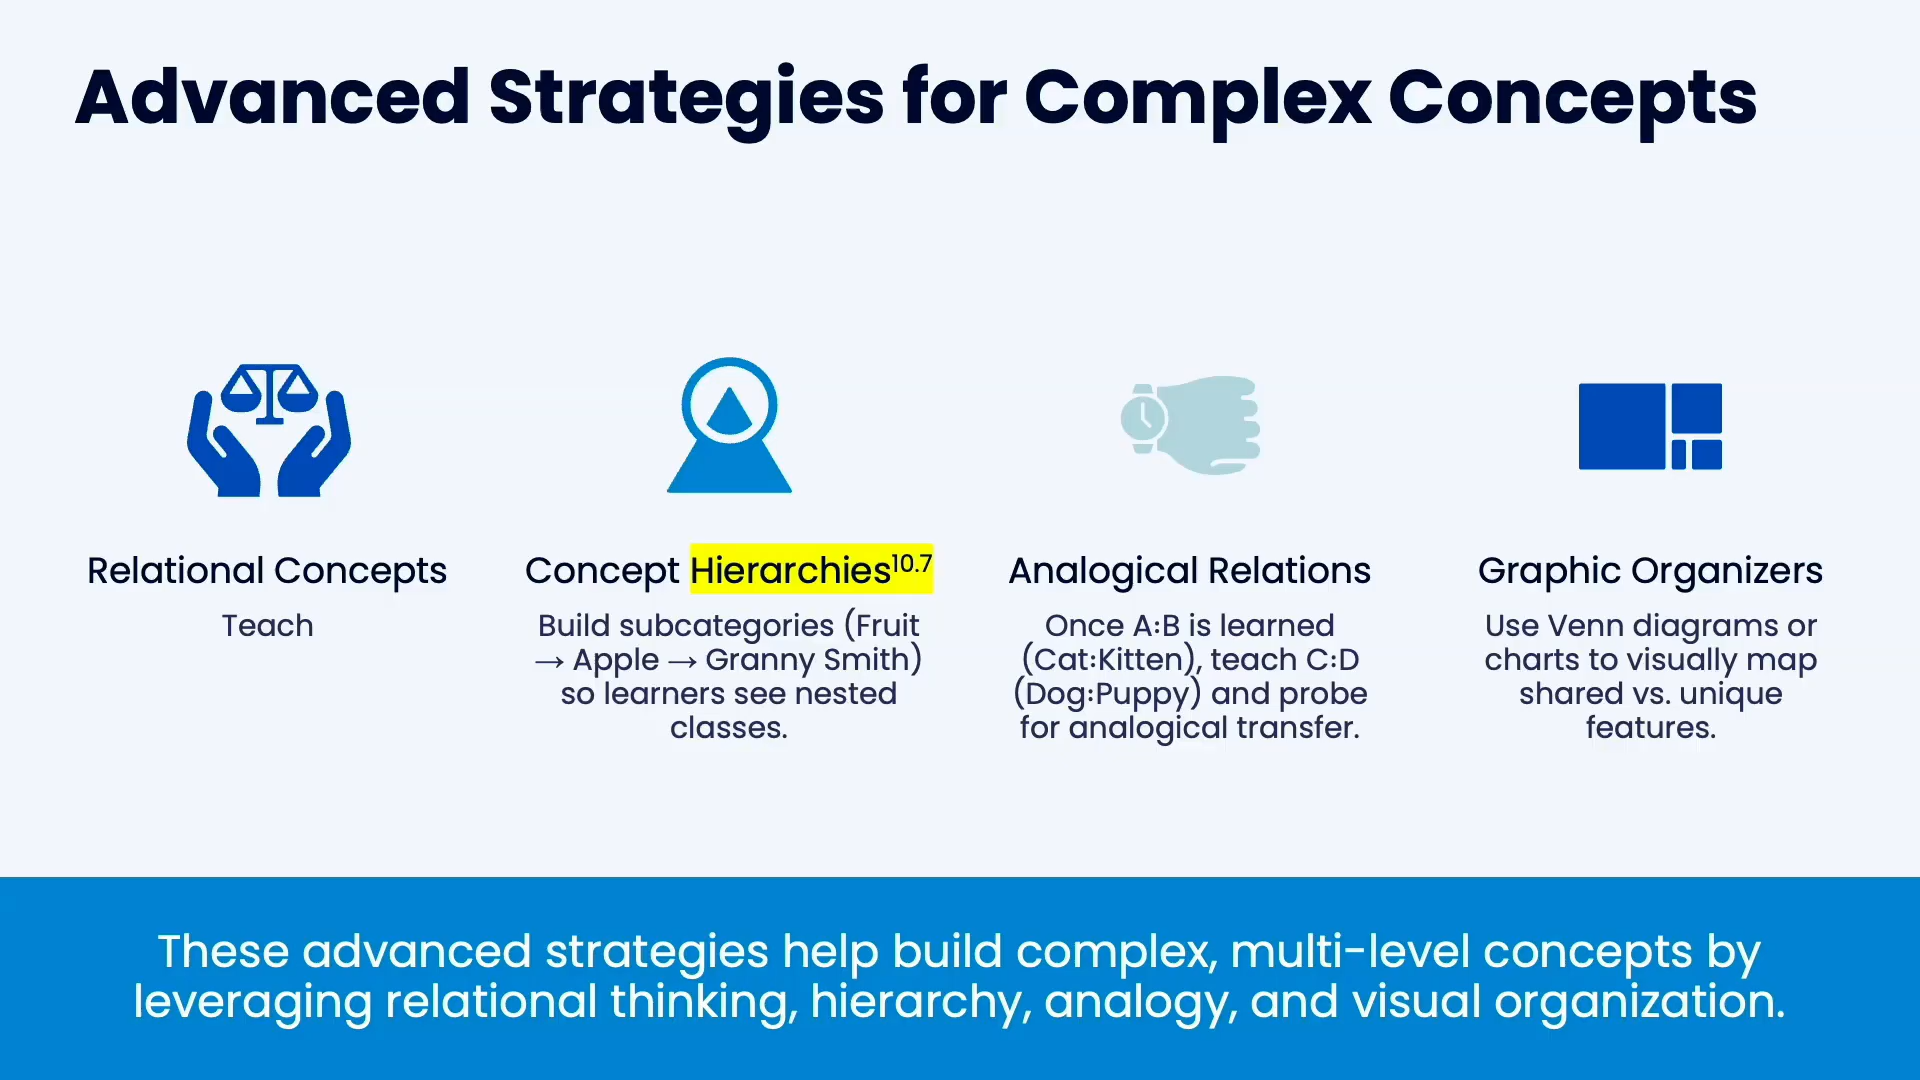 Advanced Strategies for Complex Concepts
Relational Concepts
Teach
Concept Hierarchies10.7
Build subcategories (Fruit
→ Apple → Granny Smith)
so learners see nested
classes.
Analogical Relations
Once A:B is learned
(Cat:Kitten), teach C:D
(Dog:Puppy) and probe
for analogical transfer.
Graphic Organizers
Use Venn diagrams or
charts to visually map
shared vs. unique
features.
These advanced strategies help build complex, multi-level concepts by
leveraging relational thinking, hierarchy, analogy, and visual organization.